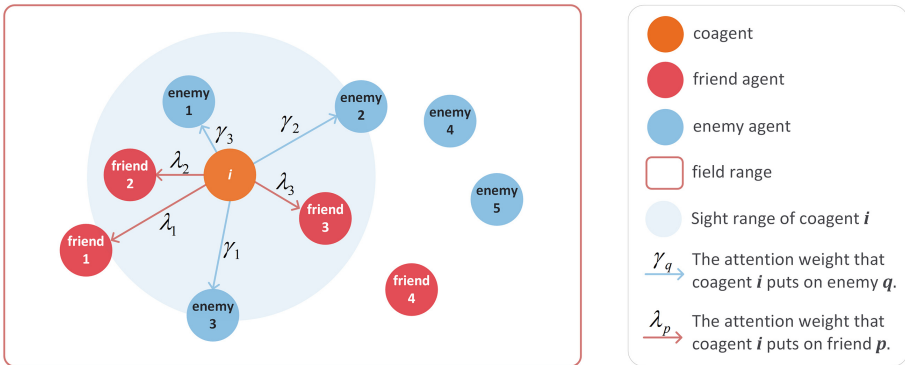 enemy
1
enemy
2
enemy
4
γ3
γ2
friend
2
λ2
i
λ3
enemy
5
friend
3
λ1
friend
1
γ1
friend
4
enemy
3
coagent
friend agent
enemy agent
field range
Sight range of coagent i
γq
The attention weight that
coagent i puts on enemy q.
λp
The attention weight that
coagent i puts on friend p.